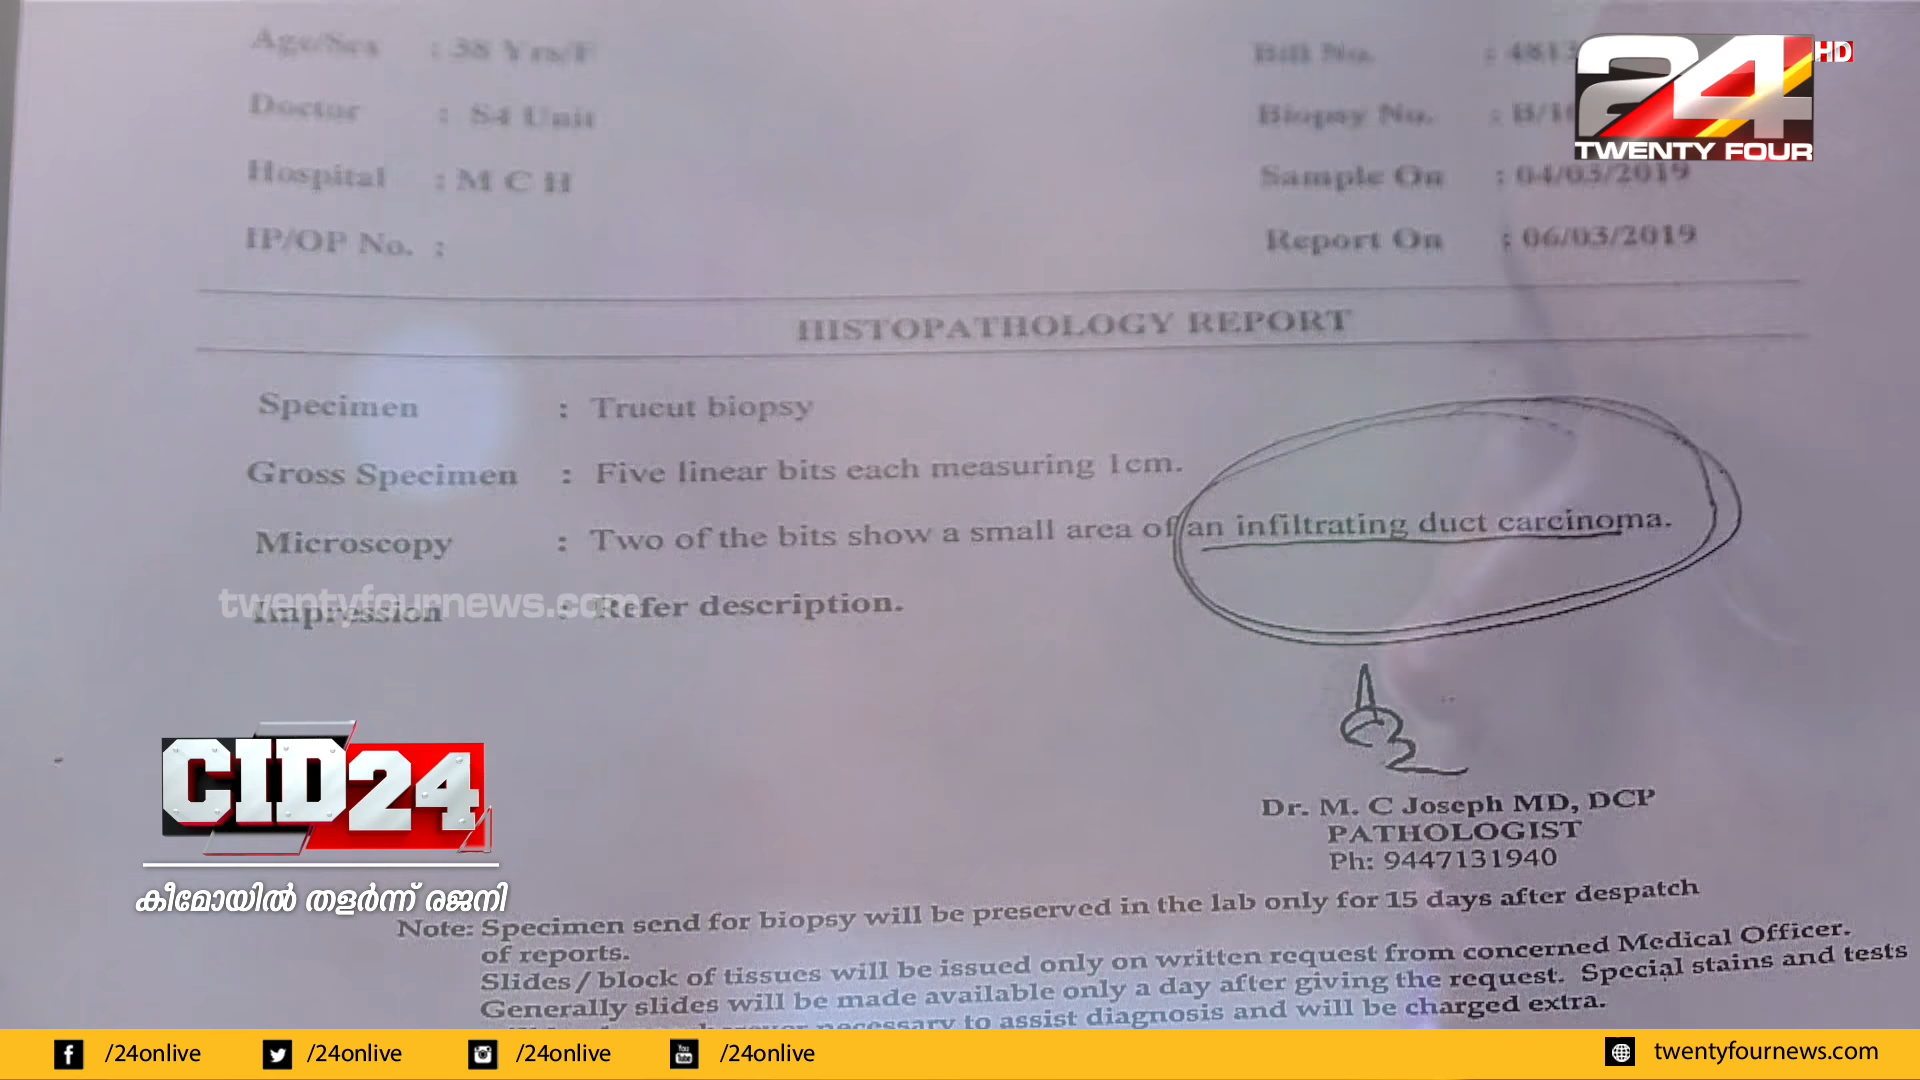 Age/Sex : 38 Yrs/F
Bill No. : 4813
Doctor : S4 Unit
Biopsy No. : B/1
Hospital : M C H
Sample On : 04/03/2019
IP/OP No. :
Report On : 06/03/2019
24 HD
TWENTY FOUR
HISTOPATHOLOGY REPORT
Specimen : Trucut biopsy
Gross Specimen : Five linear bits each measuring 1cm.
Microscopy : Two of the bits show a small area of an infiltrating duct carcinoma.
twentyfournews.com
Impression : Refer description.
CID24
കീമോയിൽ തളർന്ന് രജനി
Dr. M. C Joseph MD, DCP
PATHOLOGIST
Ph: 9447131940
Note: Specimen send for biopsy will be preserved in the lab only for 15 days after despatch
of reports.
Slides / block of tissues will be issued only on written request from concerned Medical Officer.
Generally slides will be made available only a day after giving the request. Special stains and tests
necessary to assist diagnosis and will be charged extra.
/24onlive /24onlive /24onlive /24onlive twentyfournews.com